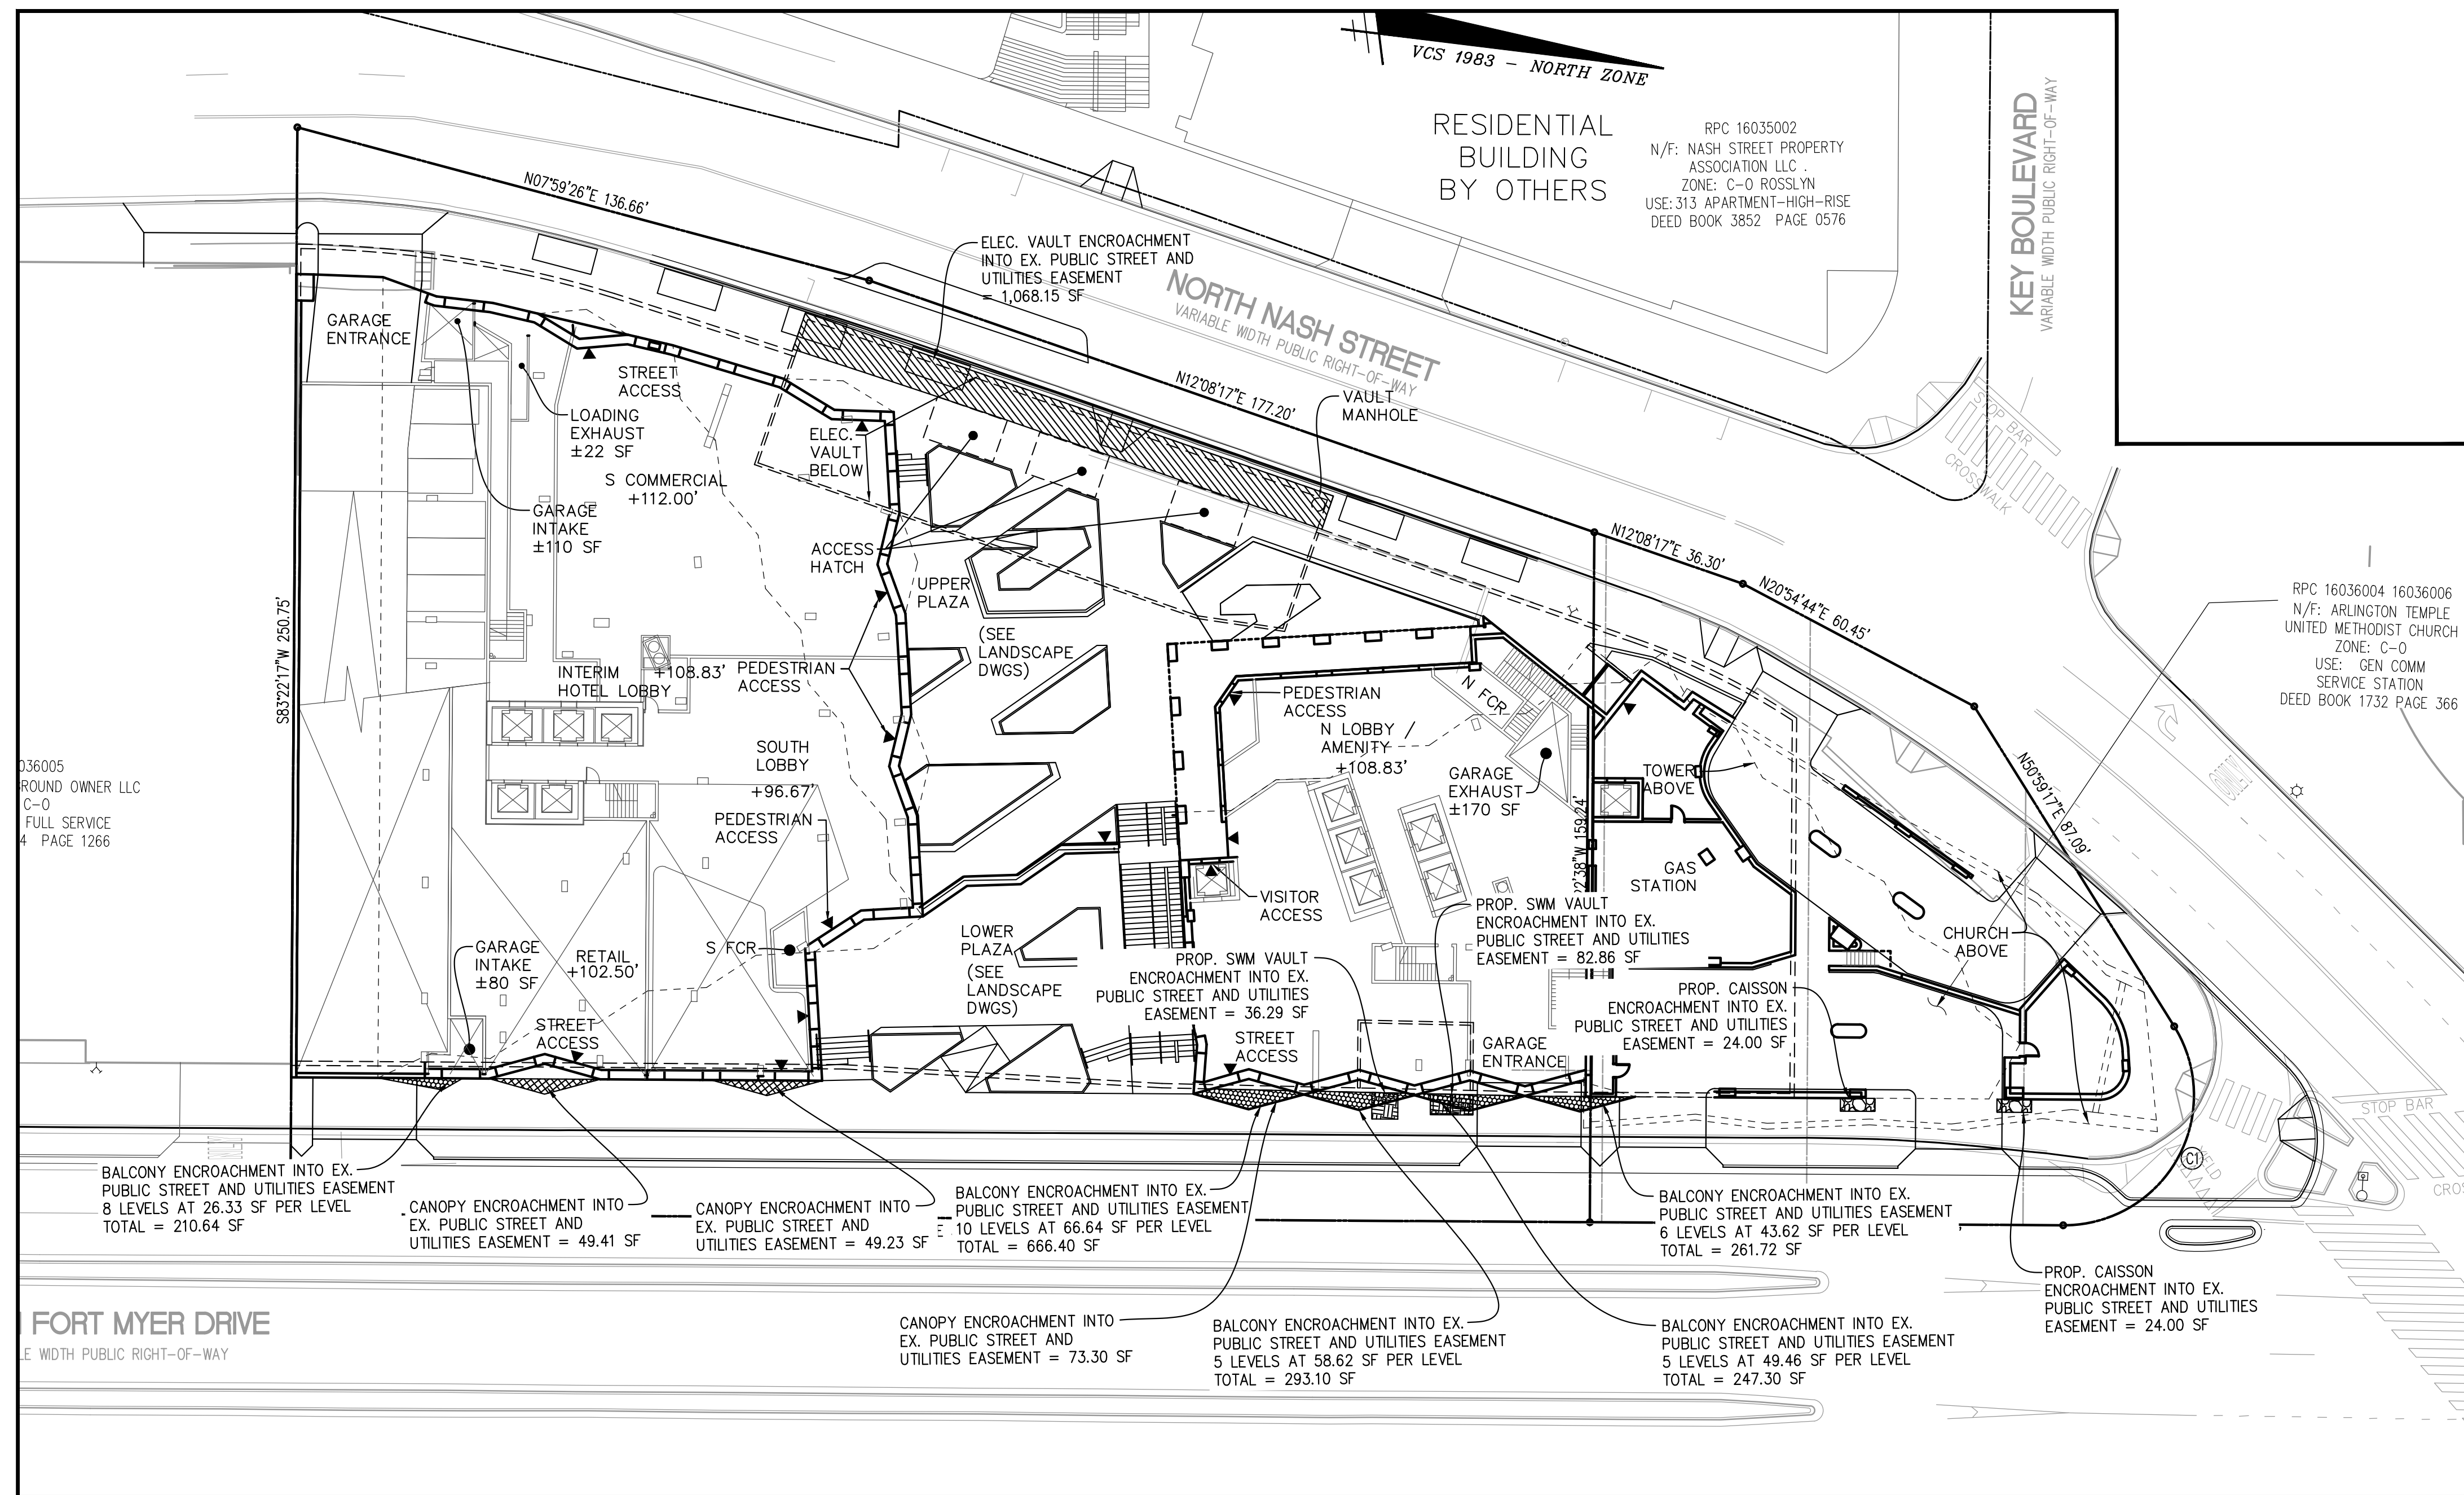 VCS 1983 - NORTH ZONE
RESIDENTIAL
BUILDING
BY OTHERS
RPC 16035002
N/F: NASH STREET PROPERTY
ASSOCIATION LLC .
ZONE: C-O ROSSLYN
USE:313 APARTMENT-HIGH-RISE
DEED BOOK 3852 PAGE 0576
KEY BOULEVARD
VARIABLE WIDTH PUBLIC RIGHT-OF-WAY
N07°59'26"E 136.66'
ELEC. VAULT ENCROACHMENT
INTO EX. PUBLIC STREET AND
UTILITIES EASEMENT
= 1,068.15 SF
NORTH NASH STREET
VARIABLE WIDTH PUBLIC RIGHT-OF-WAY
N12°08'17"E 177.20'
VAULT
MANHOLE
STOP BAR
CROSSWALK
GARAGE
ENTRANCE
STREET
ACCESS
LOADING
EXHAUST
±22 SF
ELEC.
VAULT
BELOW
S COMMERCIAL
+112.00'
GARAGE
INTAKE
±110 SF
ACCESS
HATCH
UPPER
PLAZA
(SEE
LANDSCAPE
DWGS)
N12°08'17"E 36.30'
N20°54'44"E 60.45'
RPC 16036004 16036006
N/F: ARLINGTON TEMPLE
UNITED METHODIST CHURCH
ZONE: C-O
USE: GEN COMM
SERVICE STATION
DEED BOOK 1732 PAGE 366
S83°22'17"W 250.75'
INTERIM
HOTEL LOBBY
+108.83'
PEDESTRIAN
ACCESS
N FCR
PEDESTRIAN
ACCESS
N LOBBY /
AMENITY
+108.83'
SOUTH
LOBBY
+96.67'
GARAGE
EXHAUST
±170 SF
TOWER
ABOVE
N50°59'17"E 87.09'
036005
ROUND OWNER LLC
C-O
FULL SERVICE
4 PAGE 1266
PEDESTRIAN
ACCESS
22'38"W 159.24'
GAS
STATION
VISITOR
ACCESS
PROP. SWM VAULT
ENCROACHMENT INTO EX.
PUBLIC STREET AND UTILITIES
EASEMENT = 82.86 SF
CHURCH
ABOVE
GARAGE
INTAKE
±80 SF
RETAIL
+102.50'
S FCR
LOWER
PLAZA
(SEE
LANDSCAPE
DWGS)
PROP. SWM VAULT
ENCROACHMENT INTO EX.
PUBLIC STREET AND UTILITIES
EASEMENT = 36.29 SF
PROP. CAISSON
ENCROACHMENT INTO EX.
PUBLIC STREET AND UTILITIES
EASEMENT = 24.00 SF
STREET
ACCESS
STREET
ACCESS
GARAGE
ENTRANCE
STOP BAR
C1
BALCONY ENCROACHMENT INTO EX.
PUBLIC STREET AND UTILITIES EASEMENT
8 LEVELS AT 26.33 SF PER LEVEL
TOTAL = 210.64 SF
CANOPY ENCROACHMENT INTO
EX. PUBLIC STREET AND
UTILITIES EASEMENT = 49.41 SF
CANOPY ENCROACHMENT INTO
EX. PUBLIC STREET AND
UTILITIES EASEMENT = 49.23 SF
BALCONY ENCROACHMENT INTO EX.
PUBLIC STREET AND UTILITIES EASEMENT
10 LEVELS AT 66.64 SF PER LEVEL
TOTAL = 666.40 SF
BALCONY ENCROACHMENT INTO EX.
PUBLIC STREET AND UTILITIES EASEMENT
6 LEVELS AT 43.62 SF PER LEVEL
TOTAL = 261.72 SF
PROP. CAISSON
ENCROACHMENT INTO EX.
PUBLIC STREET AND UTILITIES
EASEMENT = 24.00 SF
FORT MYER DRIVE
LE WIDTH PUBLIC RIGHT-OF-WAY
CANOPY ENCROACHMENT INTO
EX. PUBLIC STREET AND
UTILITIES EASEMENT = 73.30 SF
BALCONY ENCROACHMENT INTO EX.
PUBLIC STREET AND UTILITIES EASEMENT
5 LEVELS AT 58.62 SF PER LEVEL
TOTAL = 293.10 SF
BALCONY ENCROACHMENT INTO EX.
PUBLIC STREET AND UTILITIES EASEMENT
5 LEVELS AT 49.46 SF PER LEVEL
TOTAL = 247.30 SF